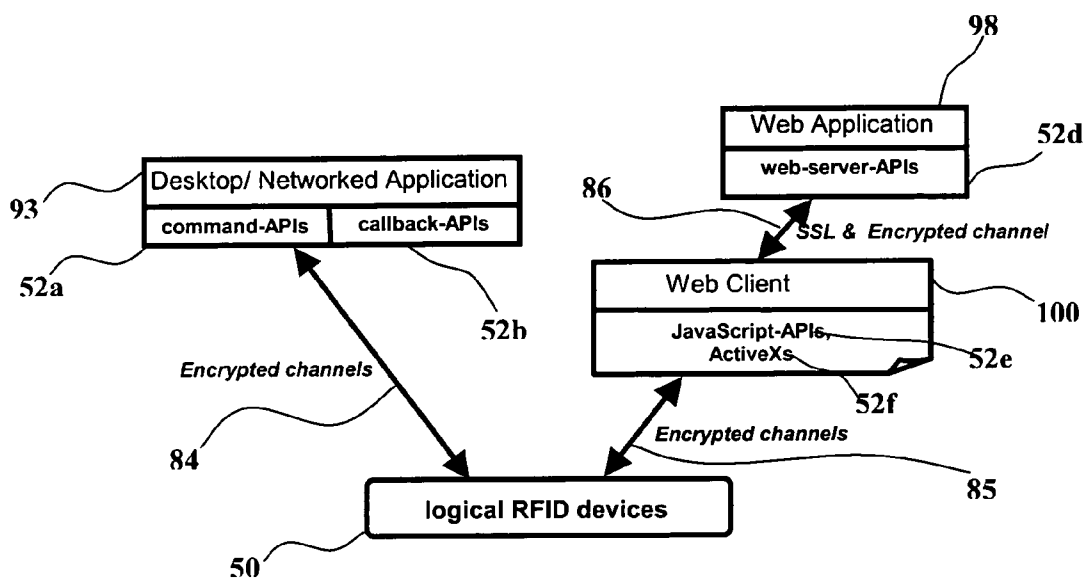 98
Web Application
52d
web-server-APIs
Desktop/ Networked Application
86
93
command-APIs
callback-APIs
SSL & Encrypted channel
52a
Web Client
52b
100
JavaScript-APIs,
ActiveXs
52e
Encrypted channels
52f
Encrypted channels
84
85
logical RFID devices
50